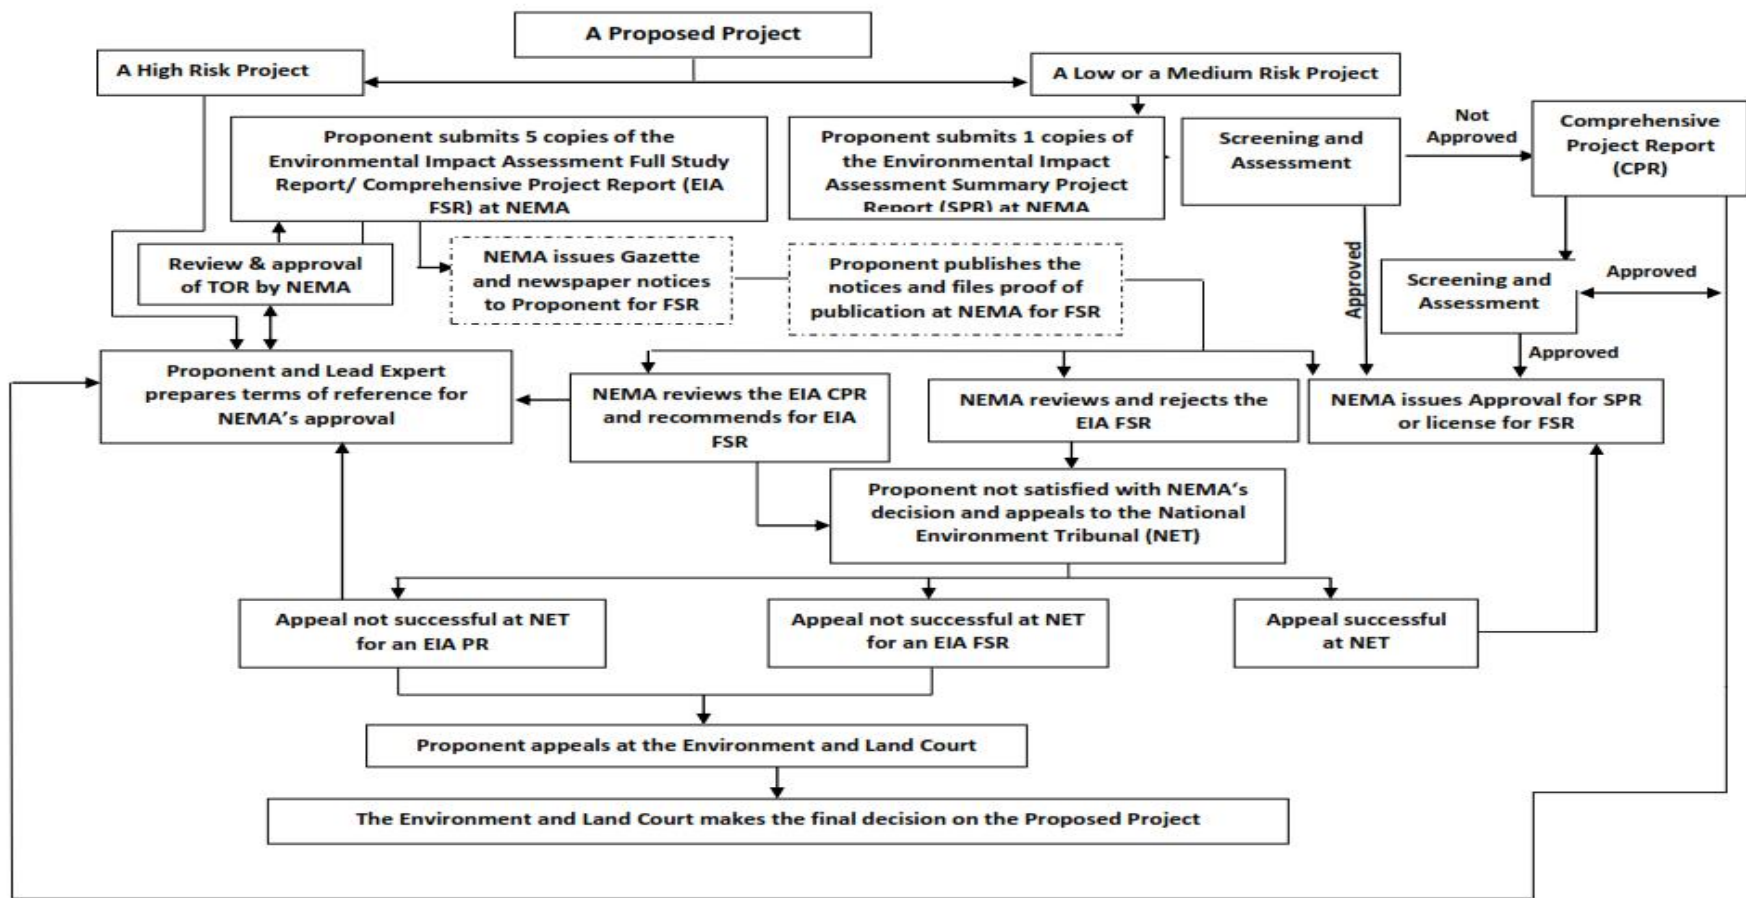 A Proposed Project
A High Risk Project
A Low or a Medium Risk Project
Proponent submits 5 copies of the
Environmental Impact Assessment Full Study
Report/ Comprehensive Project Report (EIA
FSR) at NEMA
Proponent submits 1 copies of
the Environmental Impact
Assessment Summary Project
Report (SPR) at NEMA
Screening and
Assessment
Not
Approved
Comprehensive
Project Report
(CPR)
Review & approval
of TOR by NEMA
NEMA issues Gazette
and newspaper notices
to Proponent for FSR
Proponent publishes the
notices and files proof of
publication at NEMA for FSR
Approved
Screening and
Assessment
Approved
Approved
Proponent and Lead Expert
prepares terms of reference for
NEMA’s approval
NEMA reviews the EIA CPR
and recommends for EIA
FSR
NEMA reviews and rejects the
EIA FSR
NEMA issues Approval for SPR
or license for FSR
Proponent not satisfied with NEMA’s
decision and appeals to the National
Environment Tribunal (NET)
Appeal not successful at NET
for an EIA PR
Appeal not successful at NET
for an EIA FSR
Appeal successful
at NET
Proponent appeals at the Environment and Land Court
The Environment and Land Court makes the final decision on the Proposed Project